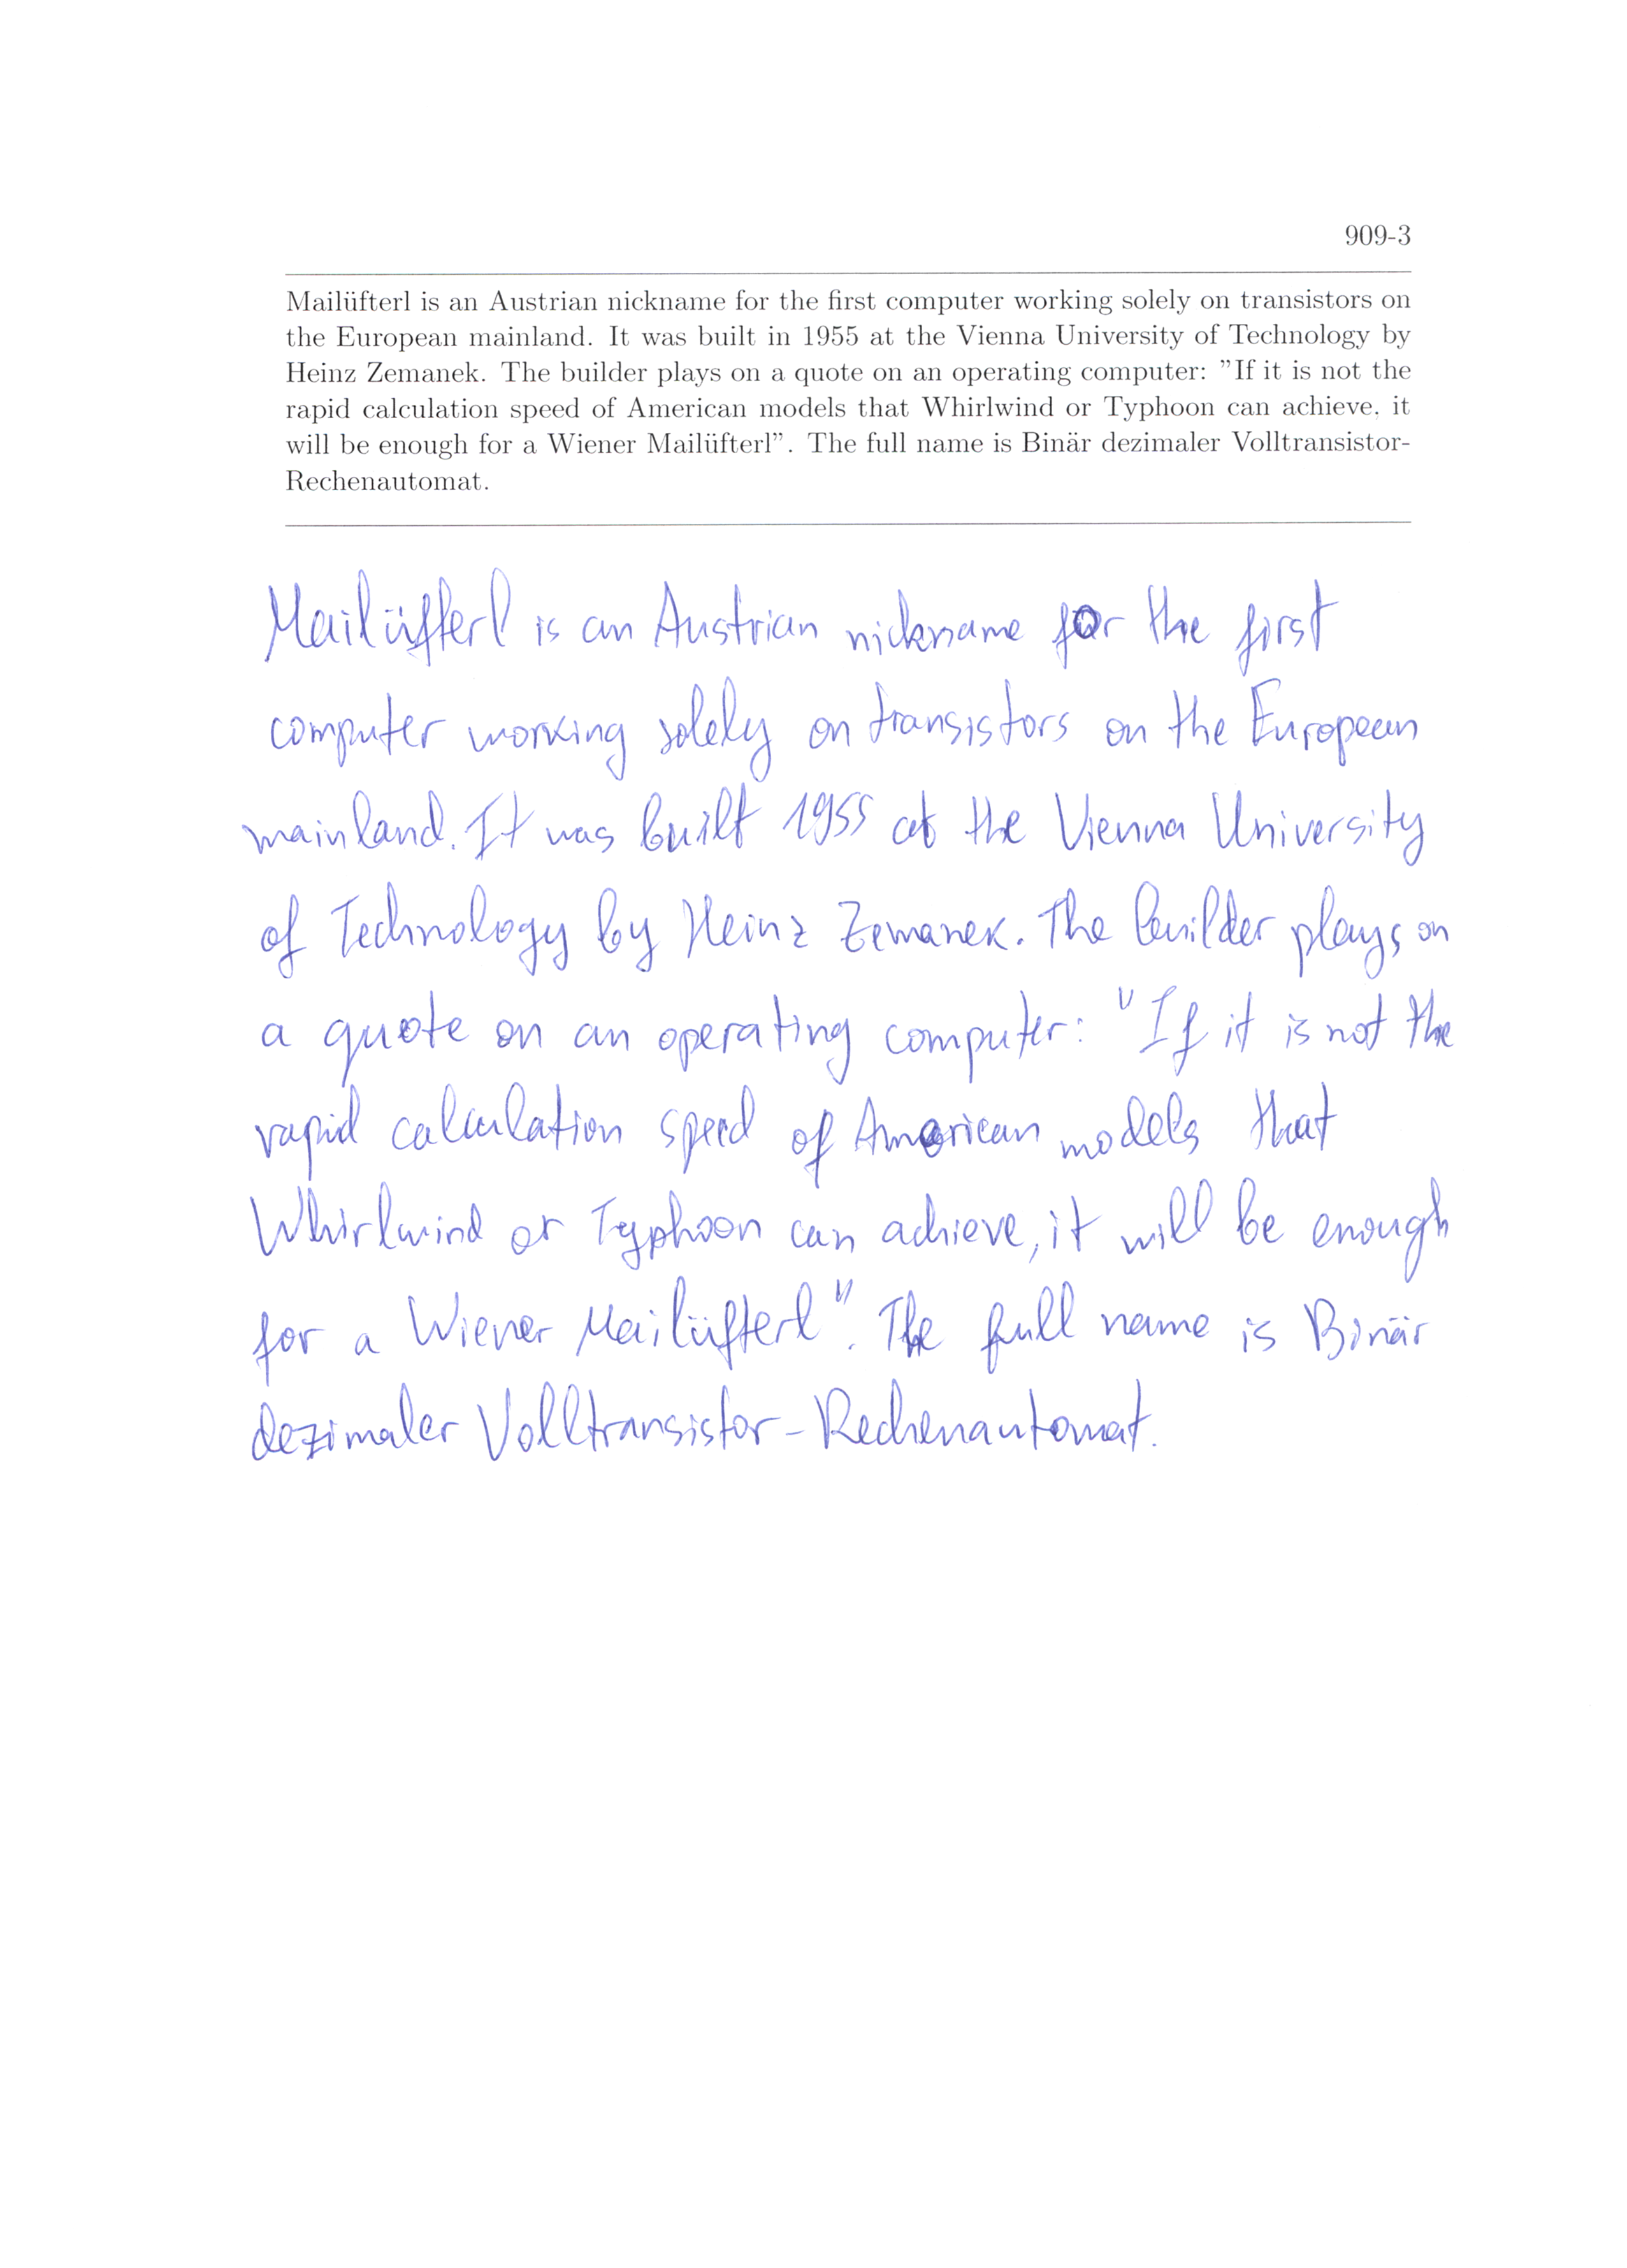 909-3
Mailüfterl is an Austrian nickname for the first computer working solely on transistors on
the European mainland. It was built in 1955 at the Vienna University of Technology by
Heinz Zemanek. The builder plays on a quote on an operating computer: ”If it is not the
rapid calculation speed of American models that Whirlwind or Typhoon can achieve, it
will be enough for a Wiener Mailüfterl”. The full name is Binär dezimaler Volltransistor-
Rechenautomat.
Mailüfterl is an Austrian nickname for the first
computer working solely on transistors on the European
mainland. It was built 1955 at the Vienna University
of Technology by Heinz Zemanek. The builder plays on
a quote on an operating computer: "If it is not the
rapid calculation speed of American models that
Whirlwind or Typhoon can achieve, it will be enough
for a Wiener Mailüfterl". The full name is Binär
dezimaler Volltransistor-Rechenautomat.